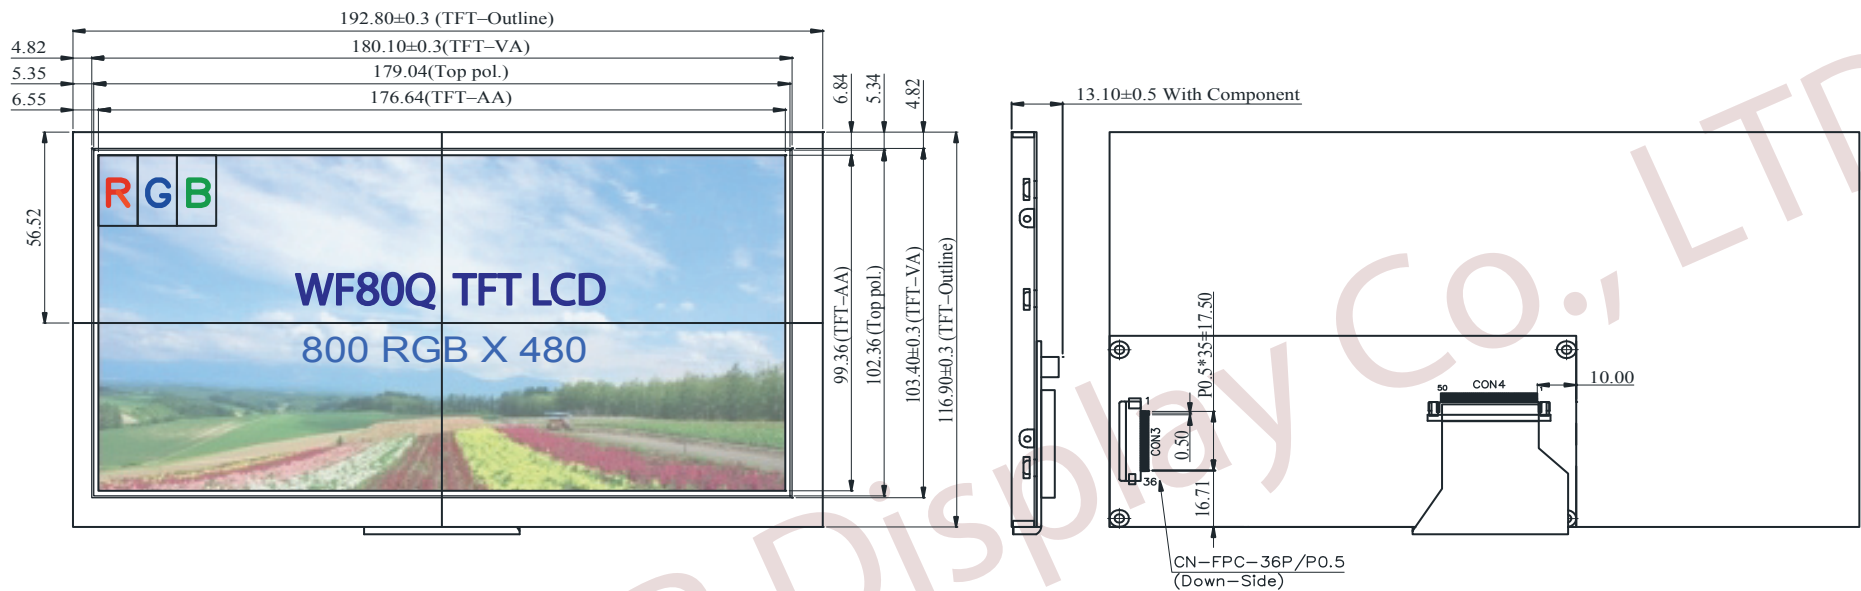 192.80±0.3 (TFT–Outline)
4.82
180.10±0.3(TFT–VA)
5.35
179.04(Top pol.)
6.55
176.64(TFT–AA)
6.84
5.34
4.82
56.52
R G B
WF80Q TFT LCD
800 RGB X 480
99.36(TFT–AA)
102.36(Top pol.)
103.40±0.3(TFT–VA)
116.90±0.3 (TFT–Outline)
13.10±0.5 With Component
P0.5*35=17.50
0.50
16.71
1
CON3
36
50
CON4
1
10.00
CN–FPC–36P/P0.5
(Down–Side)
Display Co., LTD